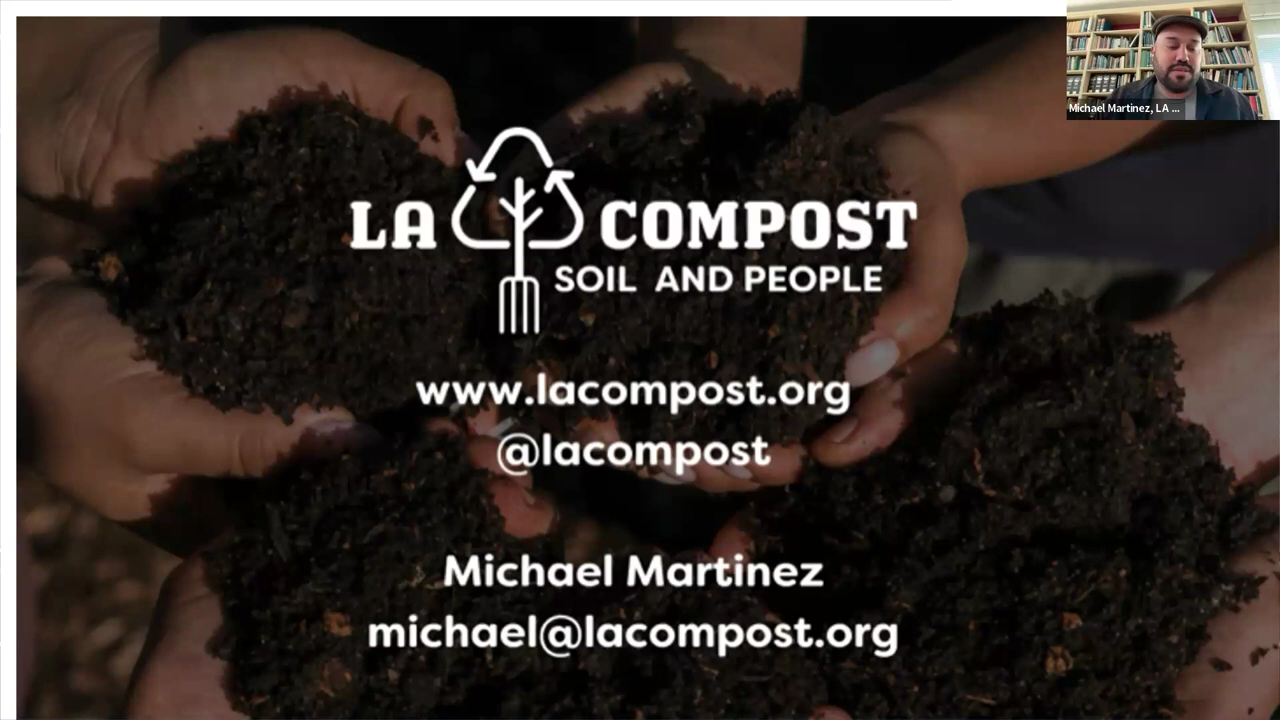 LA COMPOST
SOIL AND PEOPLE
www.lacompost.org
@lacompost
Michael Martinez
michael@lacompost.org
Michael Martinez, LA ...